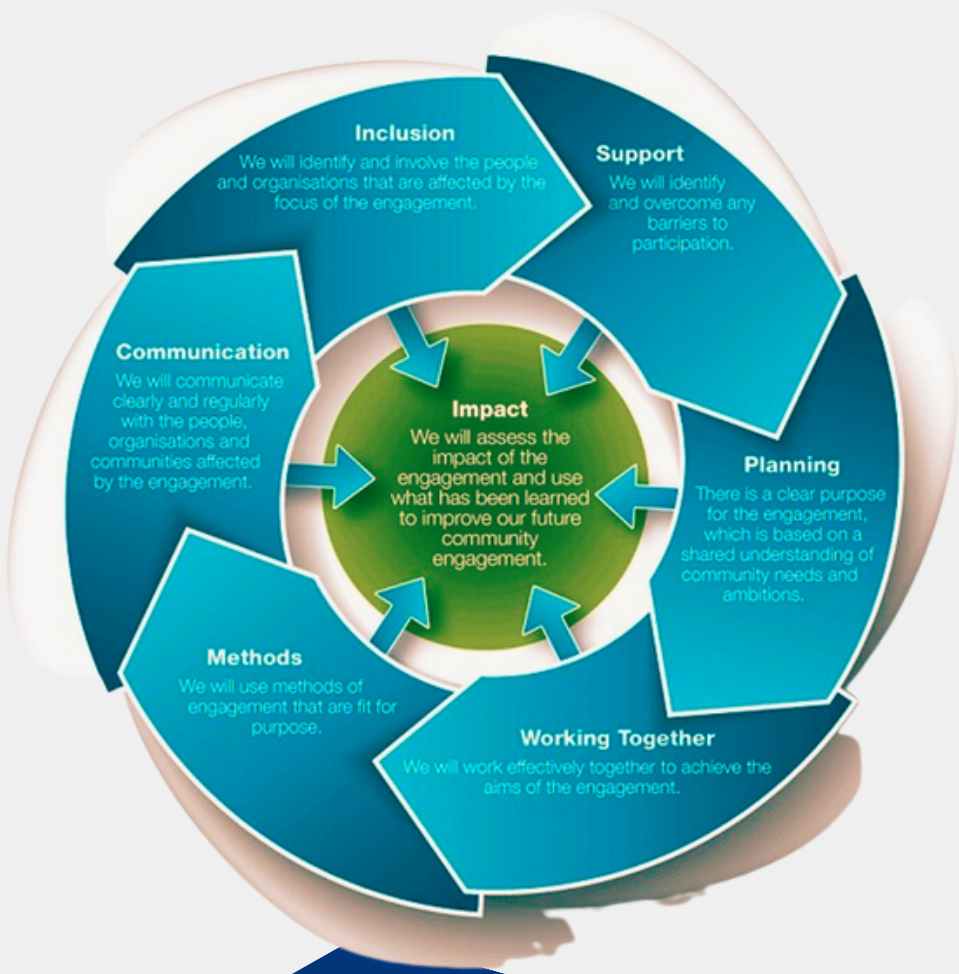 Inclusion
We will identify and involve the people
and organisations that are affected by the
focus of the engagement.
Support
We will identify
and overcome any
barriers to
participation.
Planning
There is a clear purpose
for the engagement,
which is based on a
shared understanding of
community needs and
ambitions.
Working Together
We will work effectively together to achieve the
aims of the engagement.
Methods
We will use methods of
engagement that are fit for
purpose.
Communication
We will communicate
clearly and regularly
with the people,
organisations and
communities affected
by the engagement.
Impact
We will assess the
impact of the
engagement and use
what has been learned
to improve our future
community
engagement.